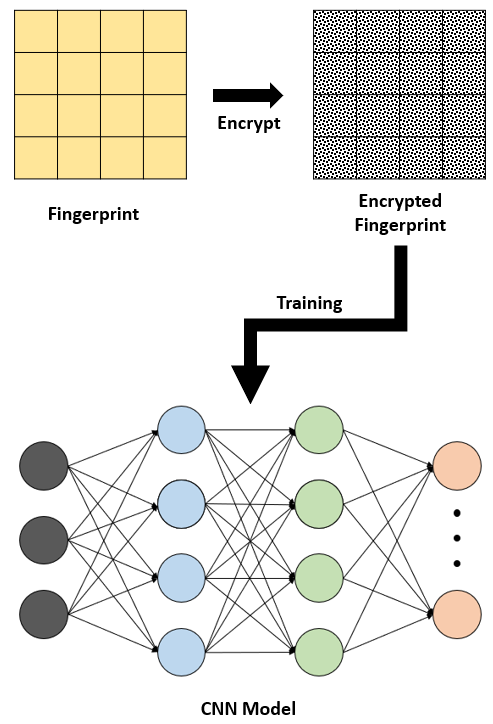 Encrypt
Fingerprint
Encrypted
Fingerprint
Training
CNN Model